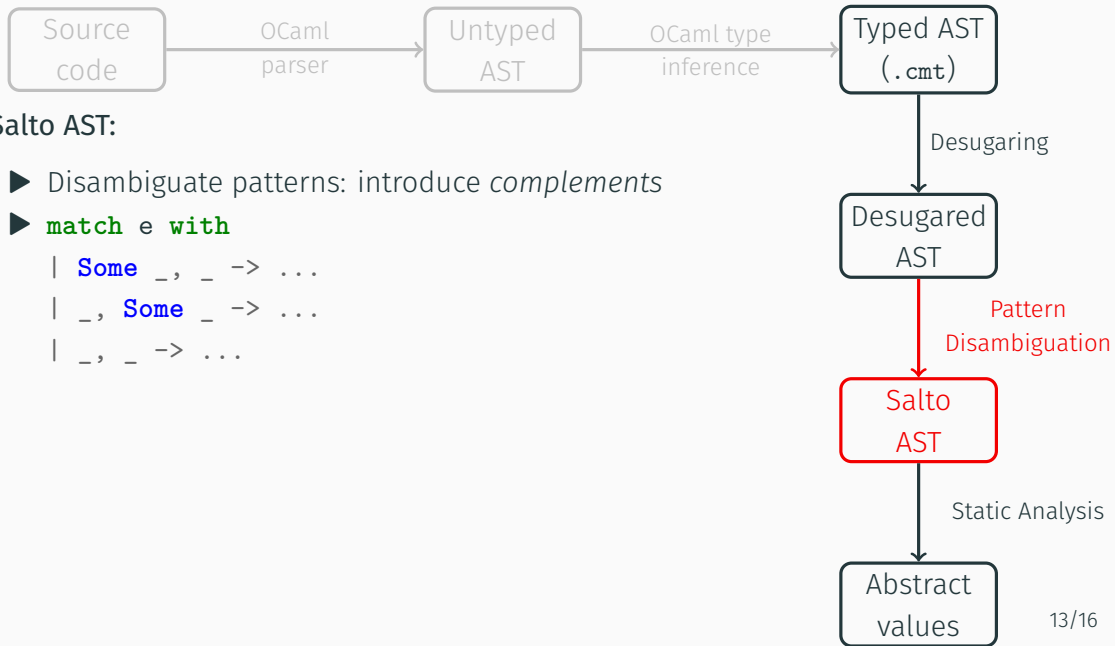 Source
code
OCaml
parser
Untyped
AST
OCaml type
inference
Typed AST
(.cmt)
Salto AST:
Desugaring
▶ Disambiguate patterns: introduce complements
▶ match e with
| Some _, _ -> ...
| _, Some _ -> ...
| _, _ -> ...
Desugared
AST
Pattern
Disambiguation
Salto
AST
Static Analysis
Abstract
values
13/16